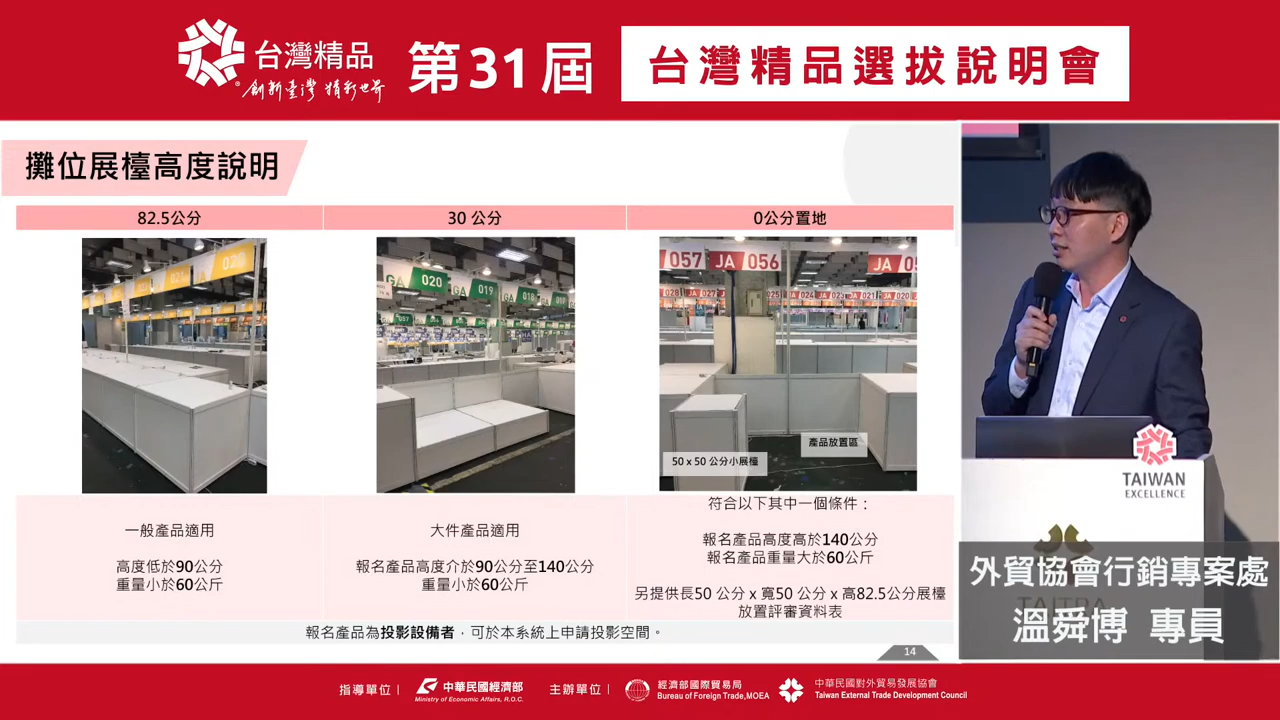 台灣精品
創新臺灣 精彩世界
第31屆
台灣精品選拔說明會
攤位展檯高度說明
82.5公分
30 公分
0公分置地
JA
GA 020
GA 019
GA 018
057 JA 056
50 x 50 公分小展檯
產品放置區
一般產品適用
高度低於90公分
重量小於60公斤
大件產品適用
報名產品高度介於90公分至140公分
重量小於60公斤
符合以下其中一個條件：
報名產品高度高於140公分
報名產品重量大於60公斤
另提供長50 公分 x 寬50 公分 x 高82.5公分展檯
放置評審資料表
報名產品為投影設備者，可於本系統上申請投影空間。
14
TAIWAN
EXCELLENCE
TAITRA
外貿協會行銷專案處
溫舜博 專員
指導單位
中華民國經濟部
Ministry of Economic Affairs, R.O.C.
主辦單位
經濟部國際貿易局
Bureau of Foreign Trade,MOEA
中華民國對外貿易發展協會
Taiwan External Trade Development Council